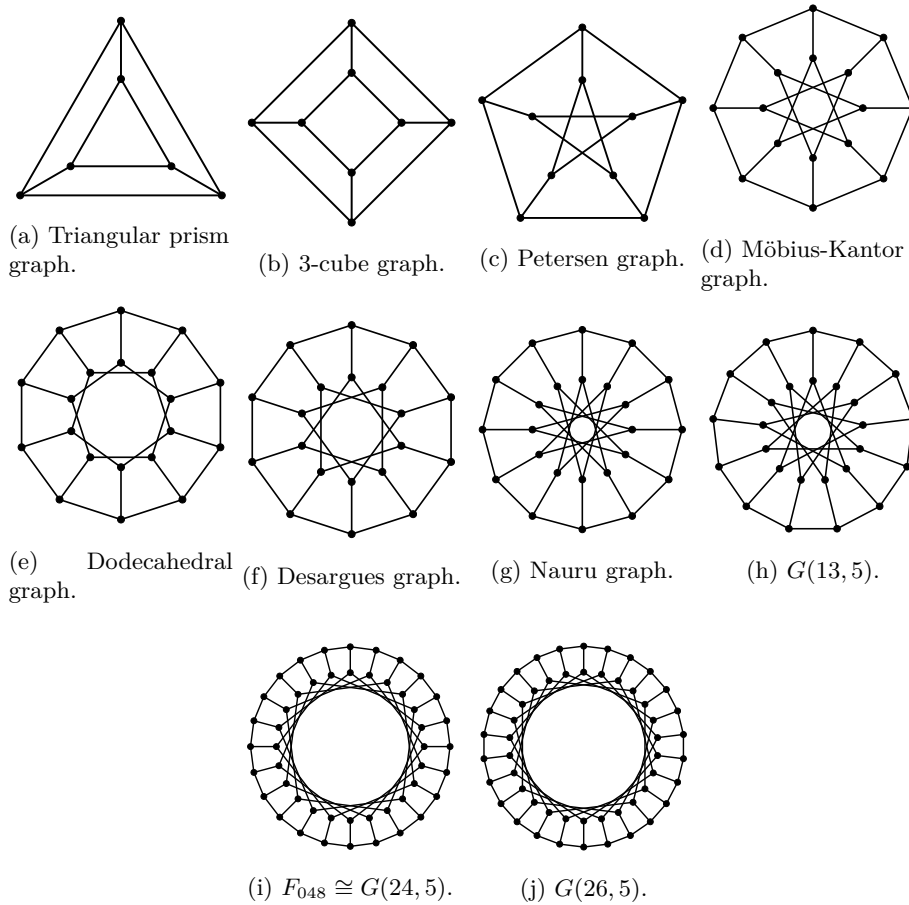 (a) Triangular prism graph.
(b) 3-cube graph.
(c) Petersen graph.
(d) Möbius-Kantor graph.
(e) Dodecahedral graph.
(f) Desargues graph.
(g) Nauru graph.
(h) G(13, 5).
(i) F₀₄₈ ≅ G(24, 5).
(j) G(26, 5).